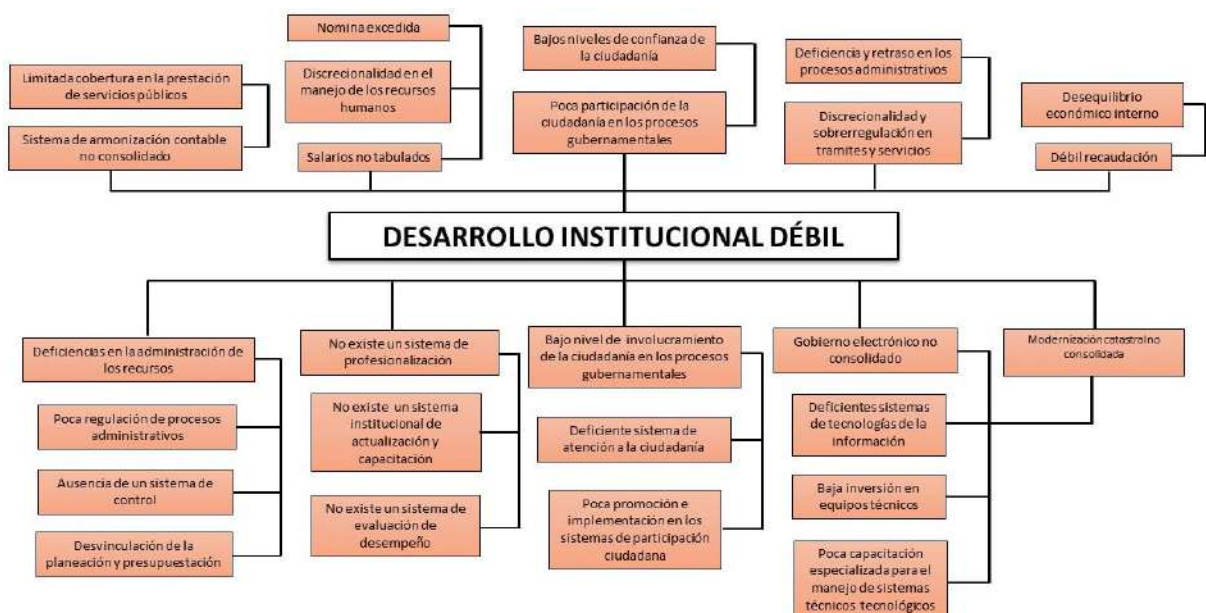 Nomina excedida
Discrecionalidad en el
manejo de los recursos
humanos
Salarios no tabulados
Limitada cobertura en la prestación
de servicios públicos
Sistema de armonización contable
no consolidado
Bajos niveles de confianza de
la ciudadanía
Poca participación de la
ciudadanía en los procesos
gubernamentales
Deficiencia y retraso en los
procesos administrativos
Discrecionalidad y
sobrerregulación en
tramites y servicios
Desequilibrio
económico interno
Débil recaudación
DESARROLLO INSTITUCIONAL DÉBIL
Deficiencias en la administración de
los recursos
Poca regulación de procesos
administrativos
Ausencia de un sistema de
control
Desvinculación de la
planeación y presupuestación
No existe un sistema de
profesionalización
No existe un sistema
institucional de
actualización y
capacitación
No existe un sistema de
evaluación de
desempeño
Bajo nivel de involucramiento
de la ciudadanía en los procesos
gubernamentales
Deficiente sistema de
atención a la ciudadanía
Poca promoción e
implementación en los
sistemas de participación
ciudadana
Gobierno electrónico no
consolidado
Deficientes sistemas
de tecnologías de la
información
Baja inversión en
equipos técnicos
Poca capacitación
especializada para el
manejo de sistemas
técnicos tecnológicos
Modernización catastral no
consolidada